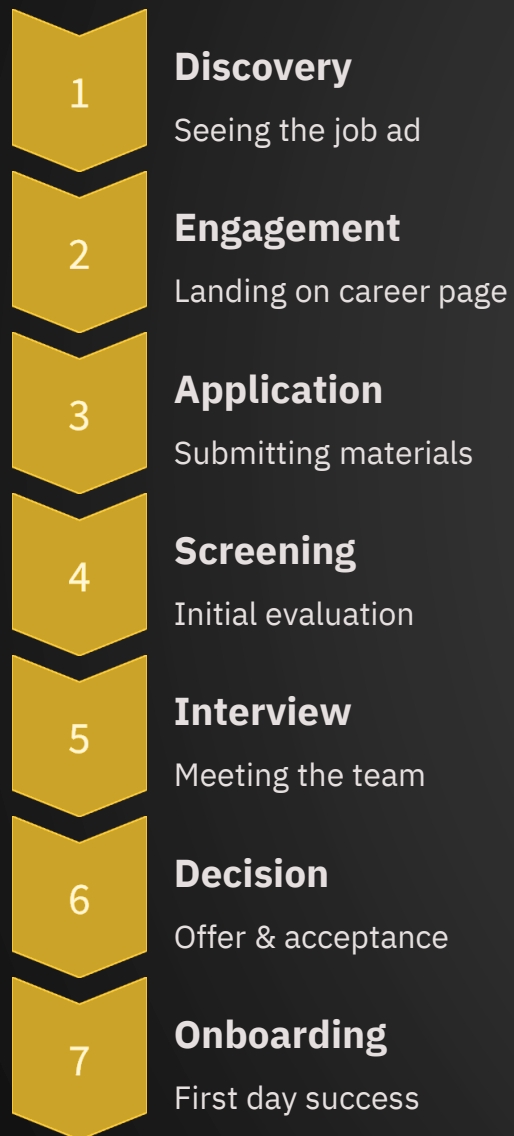 1
Discovery
Seeing the job ad
2
Engagement
Landing on career page
3
Application
Submitting materials
4
Screening
Initial evaluation
5
Interview
Meeting the team
6
Decision
Offer & acceptance
7
Onboarding
First day success